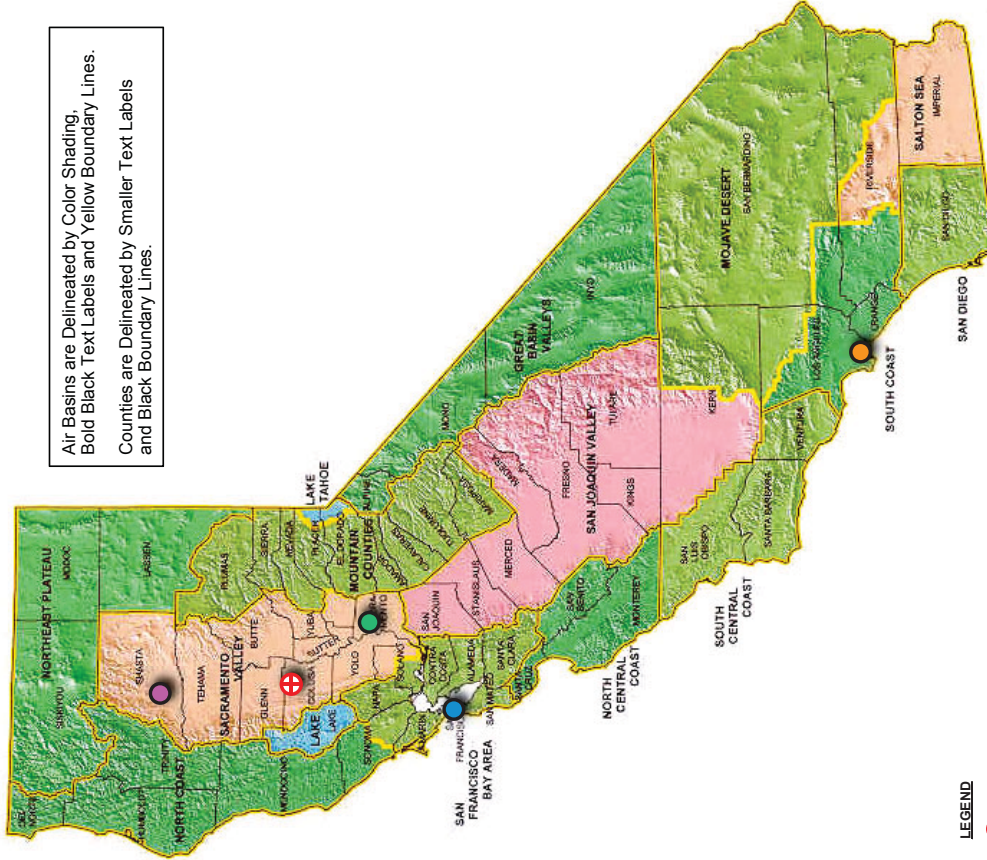 Air Basins are Delineated by Color Shading,
Bold Black Text Labels and Yellow Boundary Lines.
Counties are Delineated by Smaller Text Labels
and Black Boundary Lines.
DEL
NORTE
SISKIYOU
MODOC
NORTHEAST PLATEAU
HUMBOLDT
TRINITY
SHASTA
LASSEN
NORTH COAST
TEHAMA
SACRAMENTO
VALLEY
PLUMAS
MENDOCINO
GLENN
BUTTE
SIERRA
LAKE
LAKE
COLUSA
YUBA
SUTTER
NEVADA
PLACER
LAKE
TAHOE
SONOMA
NAPA
YOLO
EL DORADO
MOUNTAIN
COUNTIES
ALPINE
AMADOR
CALAVERAS
TUOLUMNE
MARIPOSA
MARIN
SOLANO
CONTRA
COSTA
ALAMEDA
SAN
JOAQUIN
STANISLAUS
MERCED
MADERA
MONO
SAN
FRANCISCO
BAY AREA
SAN MATEO
SANTA
CLARA
SANTA
CRUZ
NORTH
CENTRAL
COAST
SAN
BENITO
MONTEREY
FRESNO
SAN JOAQUIN VALLEY
KINGS
TULARE
KERN
GREAT
BASIN
VALLEYS
INYO
SOUTH
CENTRAL
COAST
SAN
LUIS
OBISPO
SANTA BARBARA
VENTURA
MOJAVE DESERT
SAN BERNARDINO
LOS ANGELES
ORANGE
SOUTH COAST
RIVERSIDE
SALTON SEA
IMPERIAL
SAN DIEGO
SAN DIEGO
LEGEND